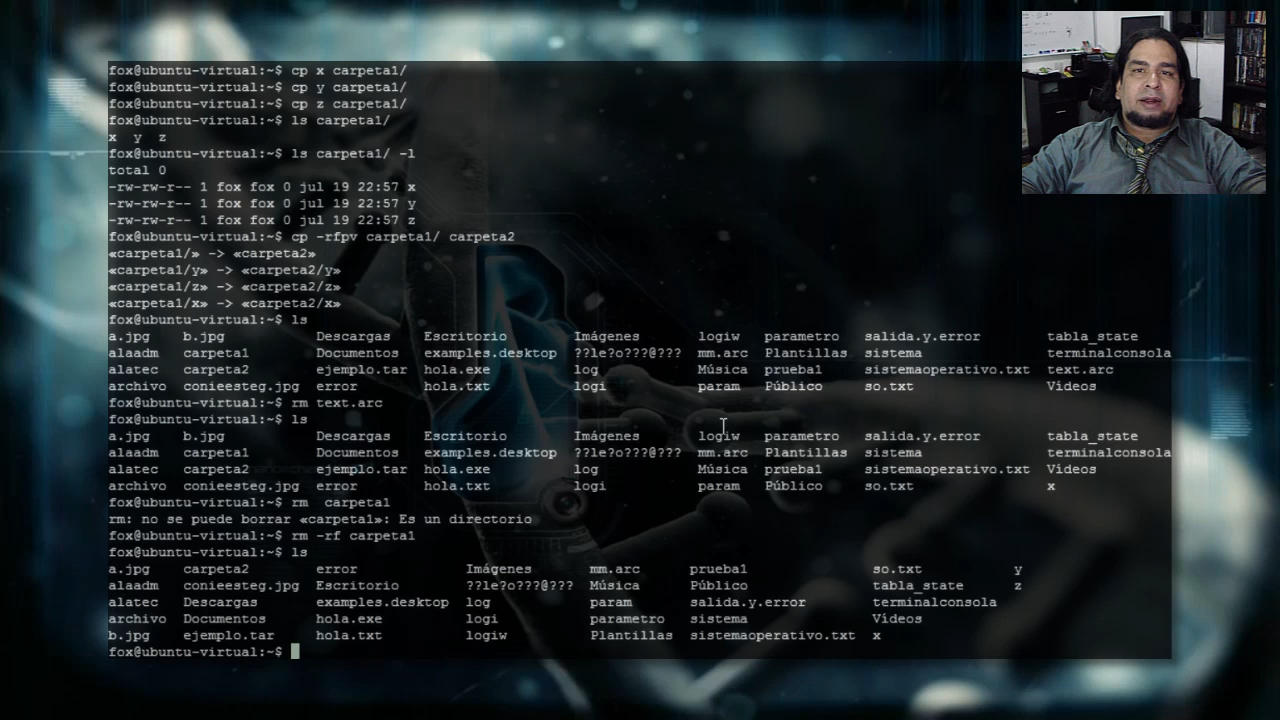 fox@ubuntu-virtual:~$ cp x carpeta1/
fox@ubuntu-virtual:~$ cp y carpeta1/
fox@ubuntu-virtual:~$ cp z carpeta1/
fox@ubuntu-virtual:~$ ls carpeta1/
x  y  z
fox@ubuntu-virtual:~$ ls carpeta1/ -l
total 0
-rw-rw-r-- 1 fox fox 0 jul 19 22:57 x
-rw-rw-r-- 1 fox fox 0 jul 19 22:57 y
-rw-rw-r-- 1 fox fox 0 jul 19 22:57 z
fox@ubuntu-virtual:~$ cp -rfpv carpeta1/ carpeta2
«carpeta1/» -> «carpeta2»
«carpeta1/y» -> «carpeta2/y»
«carpeta1/z» -> «carpeta2/z»
«carpeta1/x» -> «carpeta2/x»
fox@ubuntu-virtual:~$ ls
a.jpg b.jpg Descargas Escritorio Imágenes logiw parametro salida.y.error tabla_state
alaadm carpeta1 Documentos examples.desktop ??le?o???@??? mm.arc Plantillas sistema terminalconsola
alatec carpeta2 ejemplo.tar hola.exe log Música prueba1 sistemaoperativo.txt text.arc
archivo conieesteg.jpg error hola.txt logi param Público so.txt Vídeos
fox@ubuntu-virtual:~$ rm text.arc
fox@ubuntu-virtual:~$ ls
a.jpg b.jpg Descargas Escritorio Imágenes logiw parametro salida.y.error tabla_state
alaadm carpeta1 Documentos examples.desktop ??le?o???@??? mm.arc Plantillas sistema terminalconsola
alatec carpeta2 ejemplo.tar hola.exe log Música prueba1 sistemaoperativo.txt Vídeos
archivo conieesteg.jpg error hola.txt logi param Público so.txt x
fox@ubuntu-virtual:~$ rm  carpeta1
rm: no se puede borrar «carpeta1»: Es un directorio
fox@ubuntu-virtual:~$ rm -rf carpeta1
fox@ubuntu-virtual:~$ ls
a.jpg carpeta2 error Imágenes mm.arc prueba1 so.txt y
alaadm conieesteg.jpg Escritorio ??le?o???@??? Música Público tabla_state z
alatec Descargas examples.desktop log param salida.y.error terminalconsola
archivo Documentos hola.exe logi parametro sistema Vídeos
b.jpg ejemplo.tar hola.txt logiw Plantillas sistemaoperativo.txt x
fox@ubuntu-virtual:~$